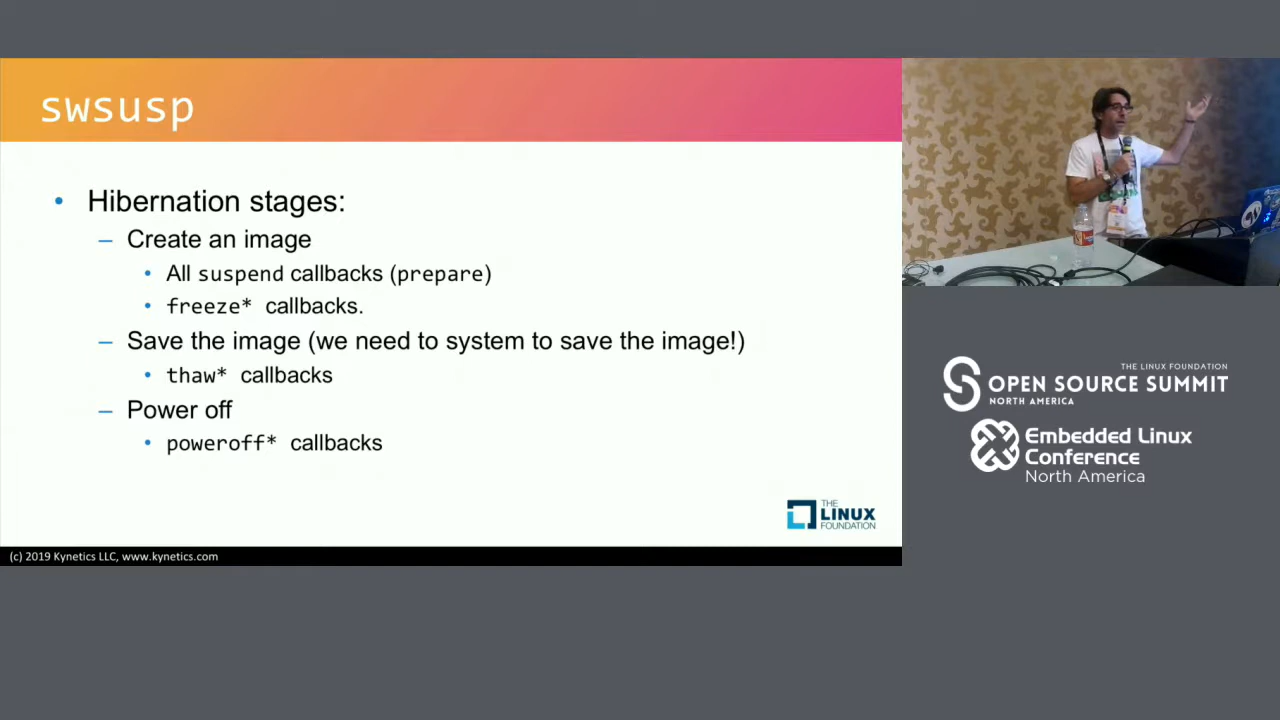 swsusp
• Hibernation stages:
– Create an image
• All suspend callbacks (prepare)
• freeze* callbacks.
– Save the image (we need to system to save the image!)
• thaw* callbacks
– Power off
• poweroff* callbacks
THE
LINUX
FOUNDATION
(c) 2019 Kynetics LLC, www.kynetics.com
THE LINUX FOUNDATION
OPEN SOURCE SUMMIT
NORTH AMERICA
Embedded Linux
Conference
North America